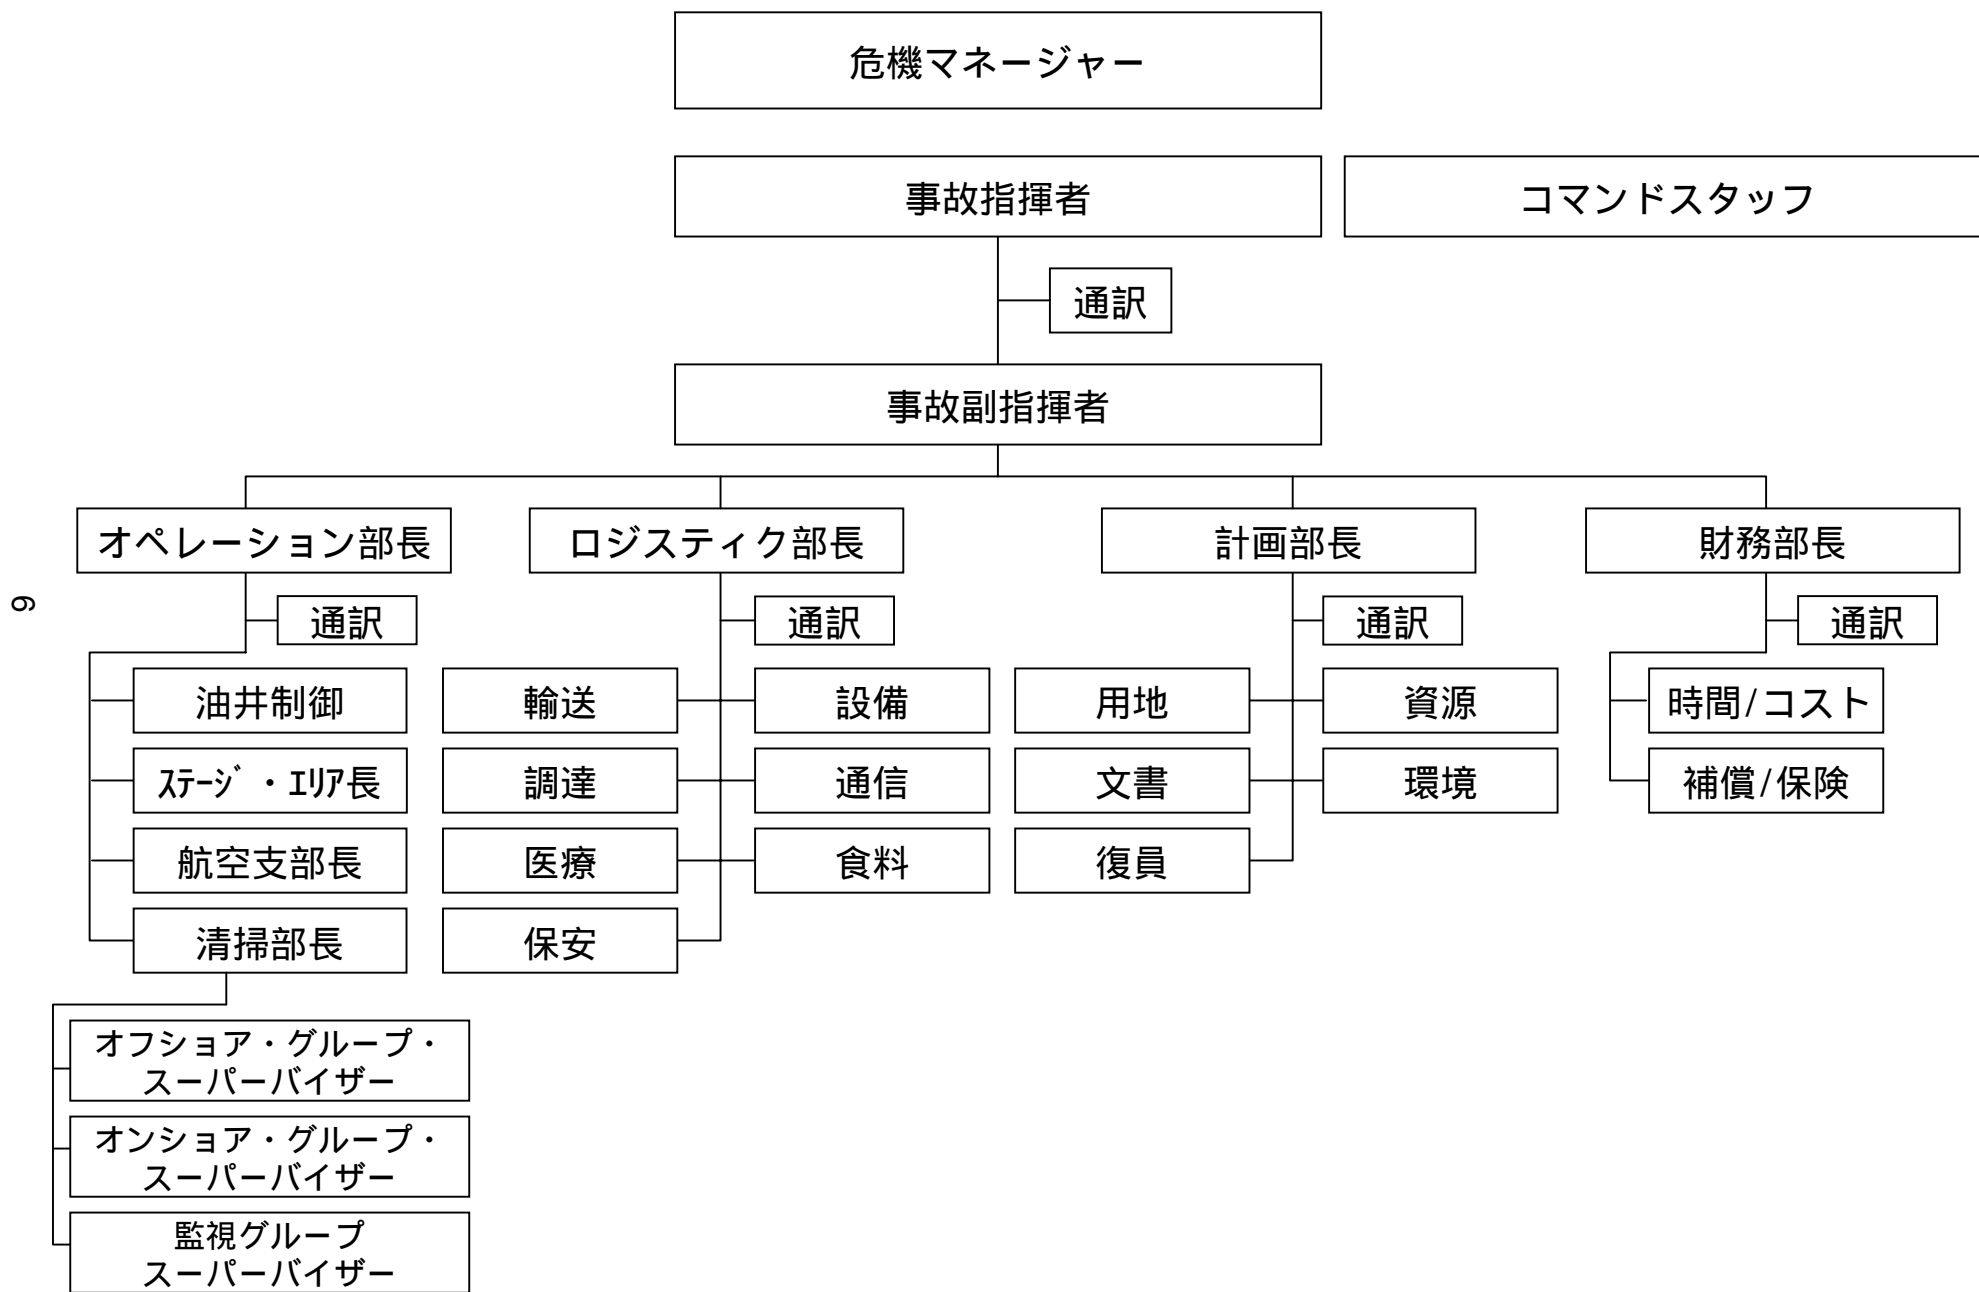 危機マネージャー
事故指揮者
コマンドスタッフ
通訳
事故副指揮者
オペレーション部長
ロジスティク部長
計画部長
財務部長
9
通訳
通訳
通訳
通訳
油井制御
輸送
設備
用地
資源
時間/コスト
ｽﾃｰｼﾞ・ｴﾘｱ長
調達
通信
文書
環境
補償/保険
航空支部長
医療
食料
復員
清掃部長
保安
オフショア・グループ・
スーパーバイザー
オンショア・グループ・
スーパーバイザー
監視グループ
スーパーバイザー